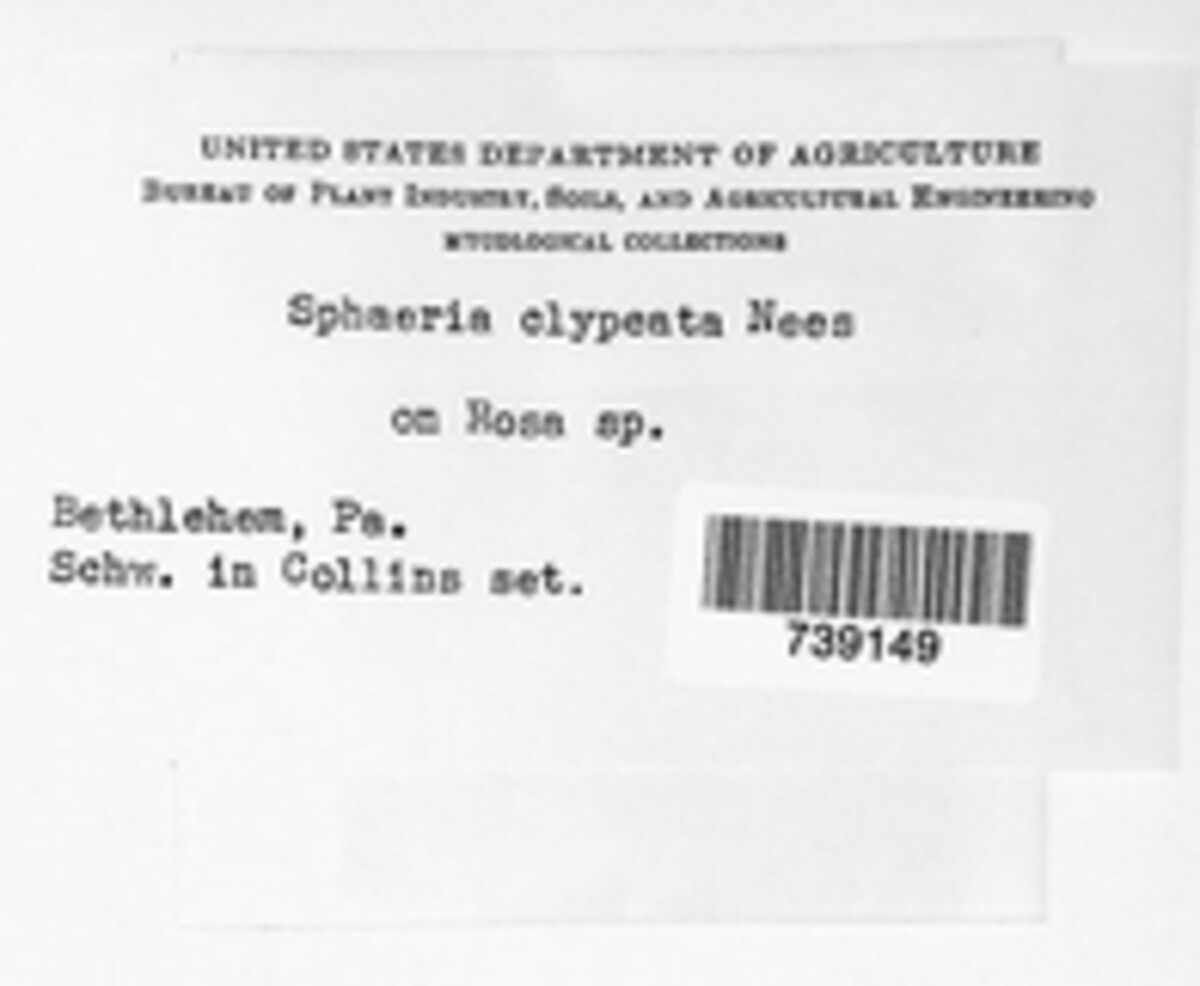 UNITED STATES DEPARTMENT OF AGRICULTURE
BUREAU OF PLANT INDUSTRY, SOILS, AND AGRICULTURAL ENGINEERING
MYCOLOGICAL COLLECTIONS
Sphaeria clypeata Nees
on Rosa sp.
Bethlehem, Pa.
Schw. in Collins set.
739149